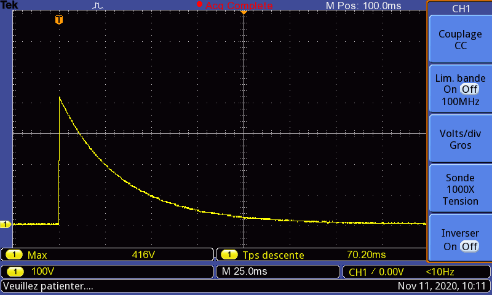 Tek
Acq Complete
M Pos: 100.0ms
CH1
T
Couplage
CC
Lim. bande
On Off
100MHz
Volts/div
Gros
Sonde
1000X
Tension
Inverser
On Off
1
1 Max 416V
1 Tps descente 70.20ms
1 100V
M 25.0ms
CH1 / 0.00V <10Hz
Veuillez patienter....
Nov 11, 2020, 10:11